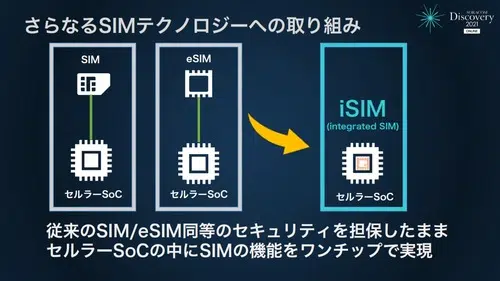 さらなるSIMテクノロジーへの取り組み
SORACOM
Discovery
2021
ONLINE
SIM
eSIM
iSIM
(integrated SIM)
セルラーSoC
セルラーSoC
セルラーSoC
従来のSIM/eSIM同等のセキュリティを担保したまま
セルラーSoCの中にSIMの機能をワンチップで実現